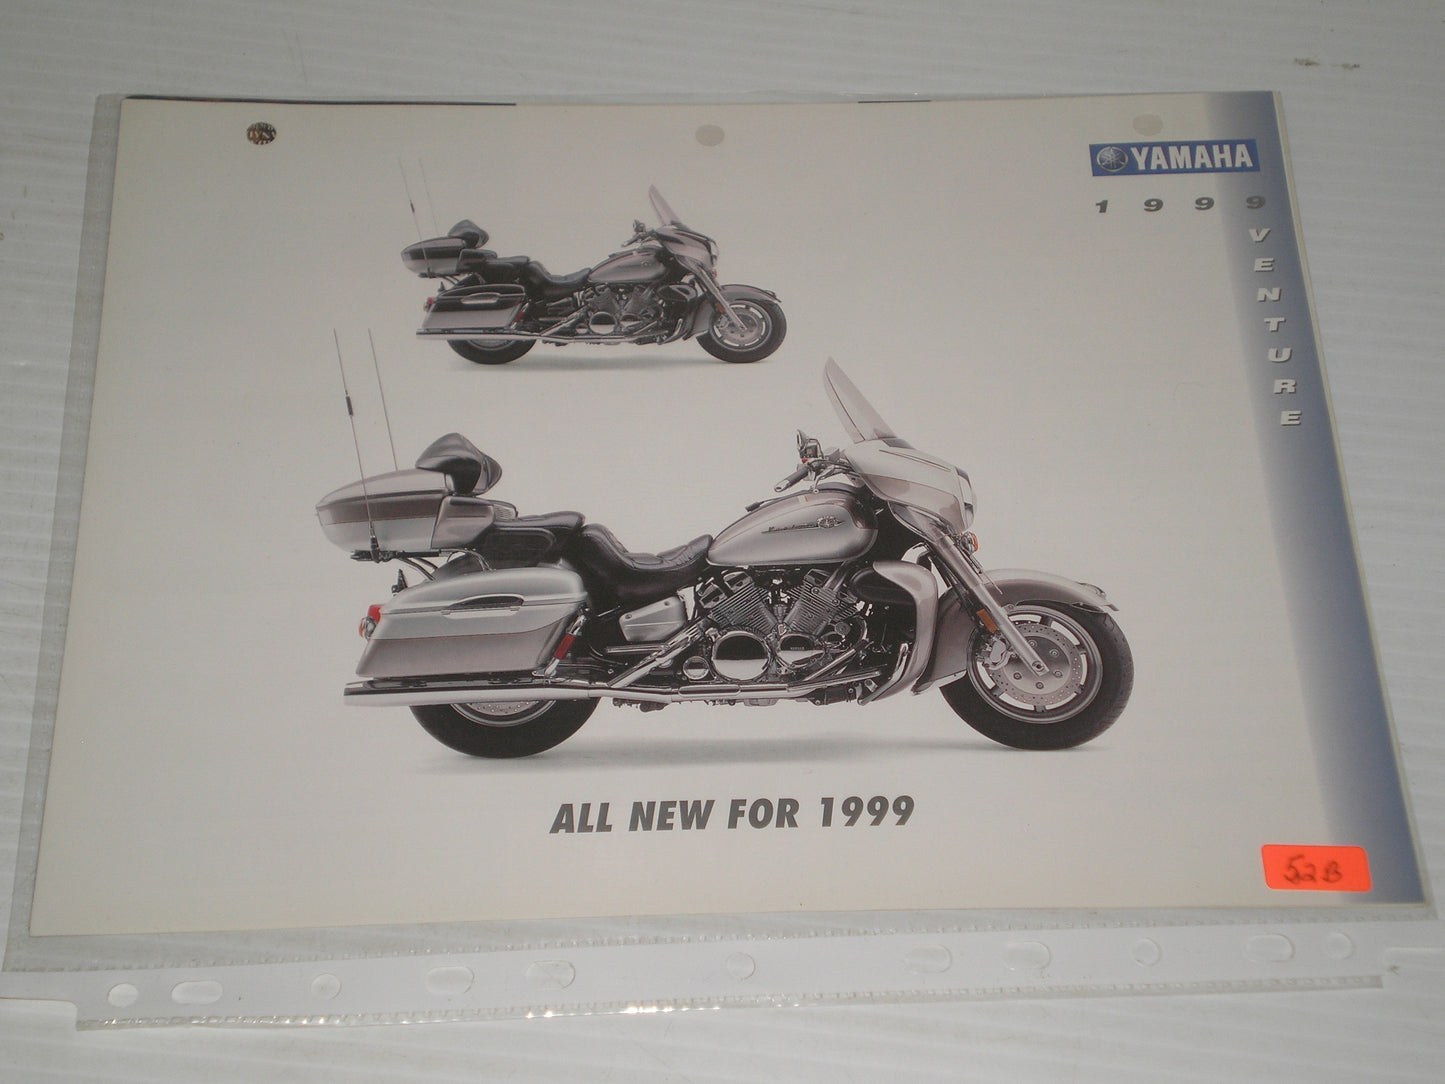 YAMAHA
1999
VENTURE
ALL NEW FOR 1999
52B